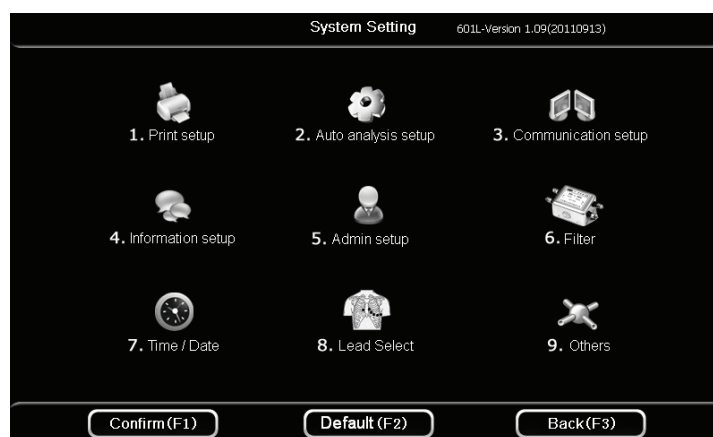 System Setting 601L-Version 1.09(20110913)
1. Print setup 2. Auto analysis setup 3. Communication setup
4. Information setup 5. Admin setup 6. Filter
7. Time / Date 8. Lead Select 9. Others
Confirm(F1) Default(F2) Back(F3)